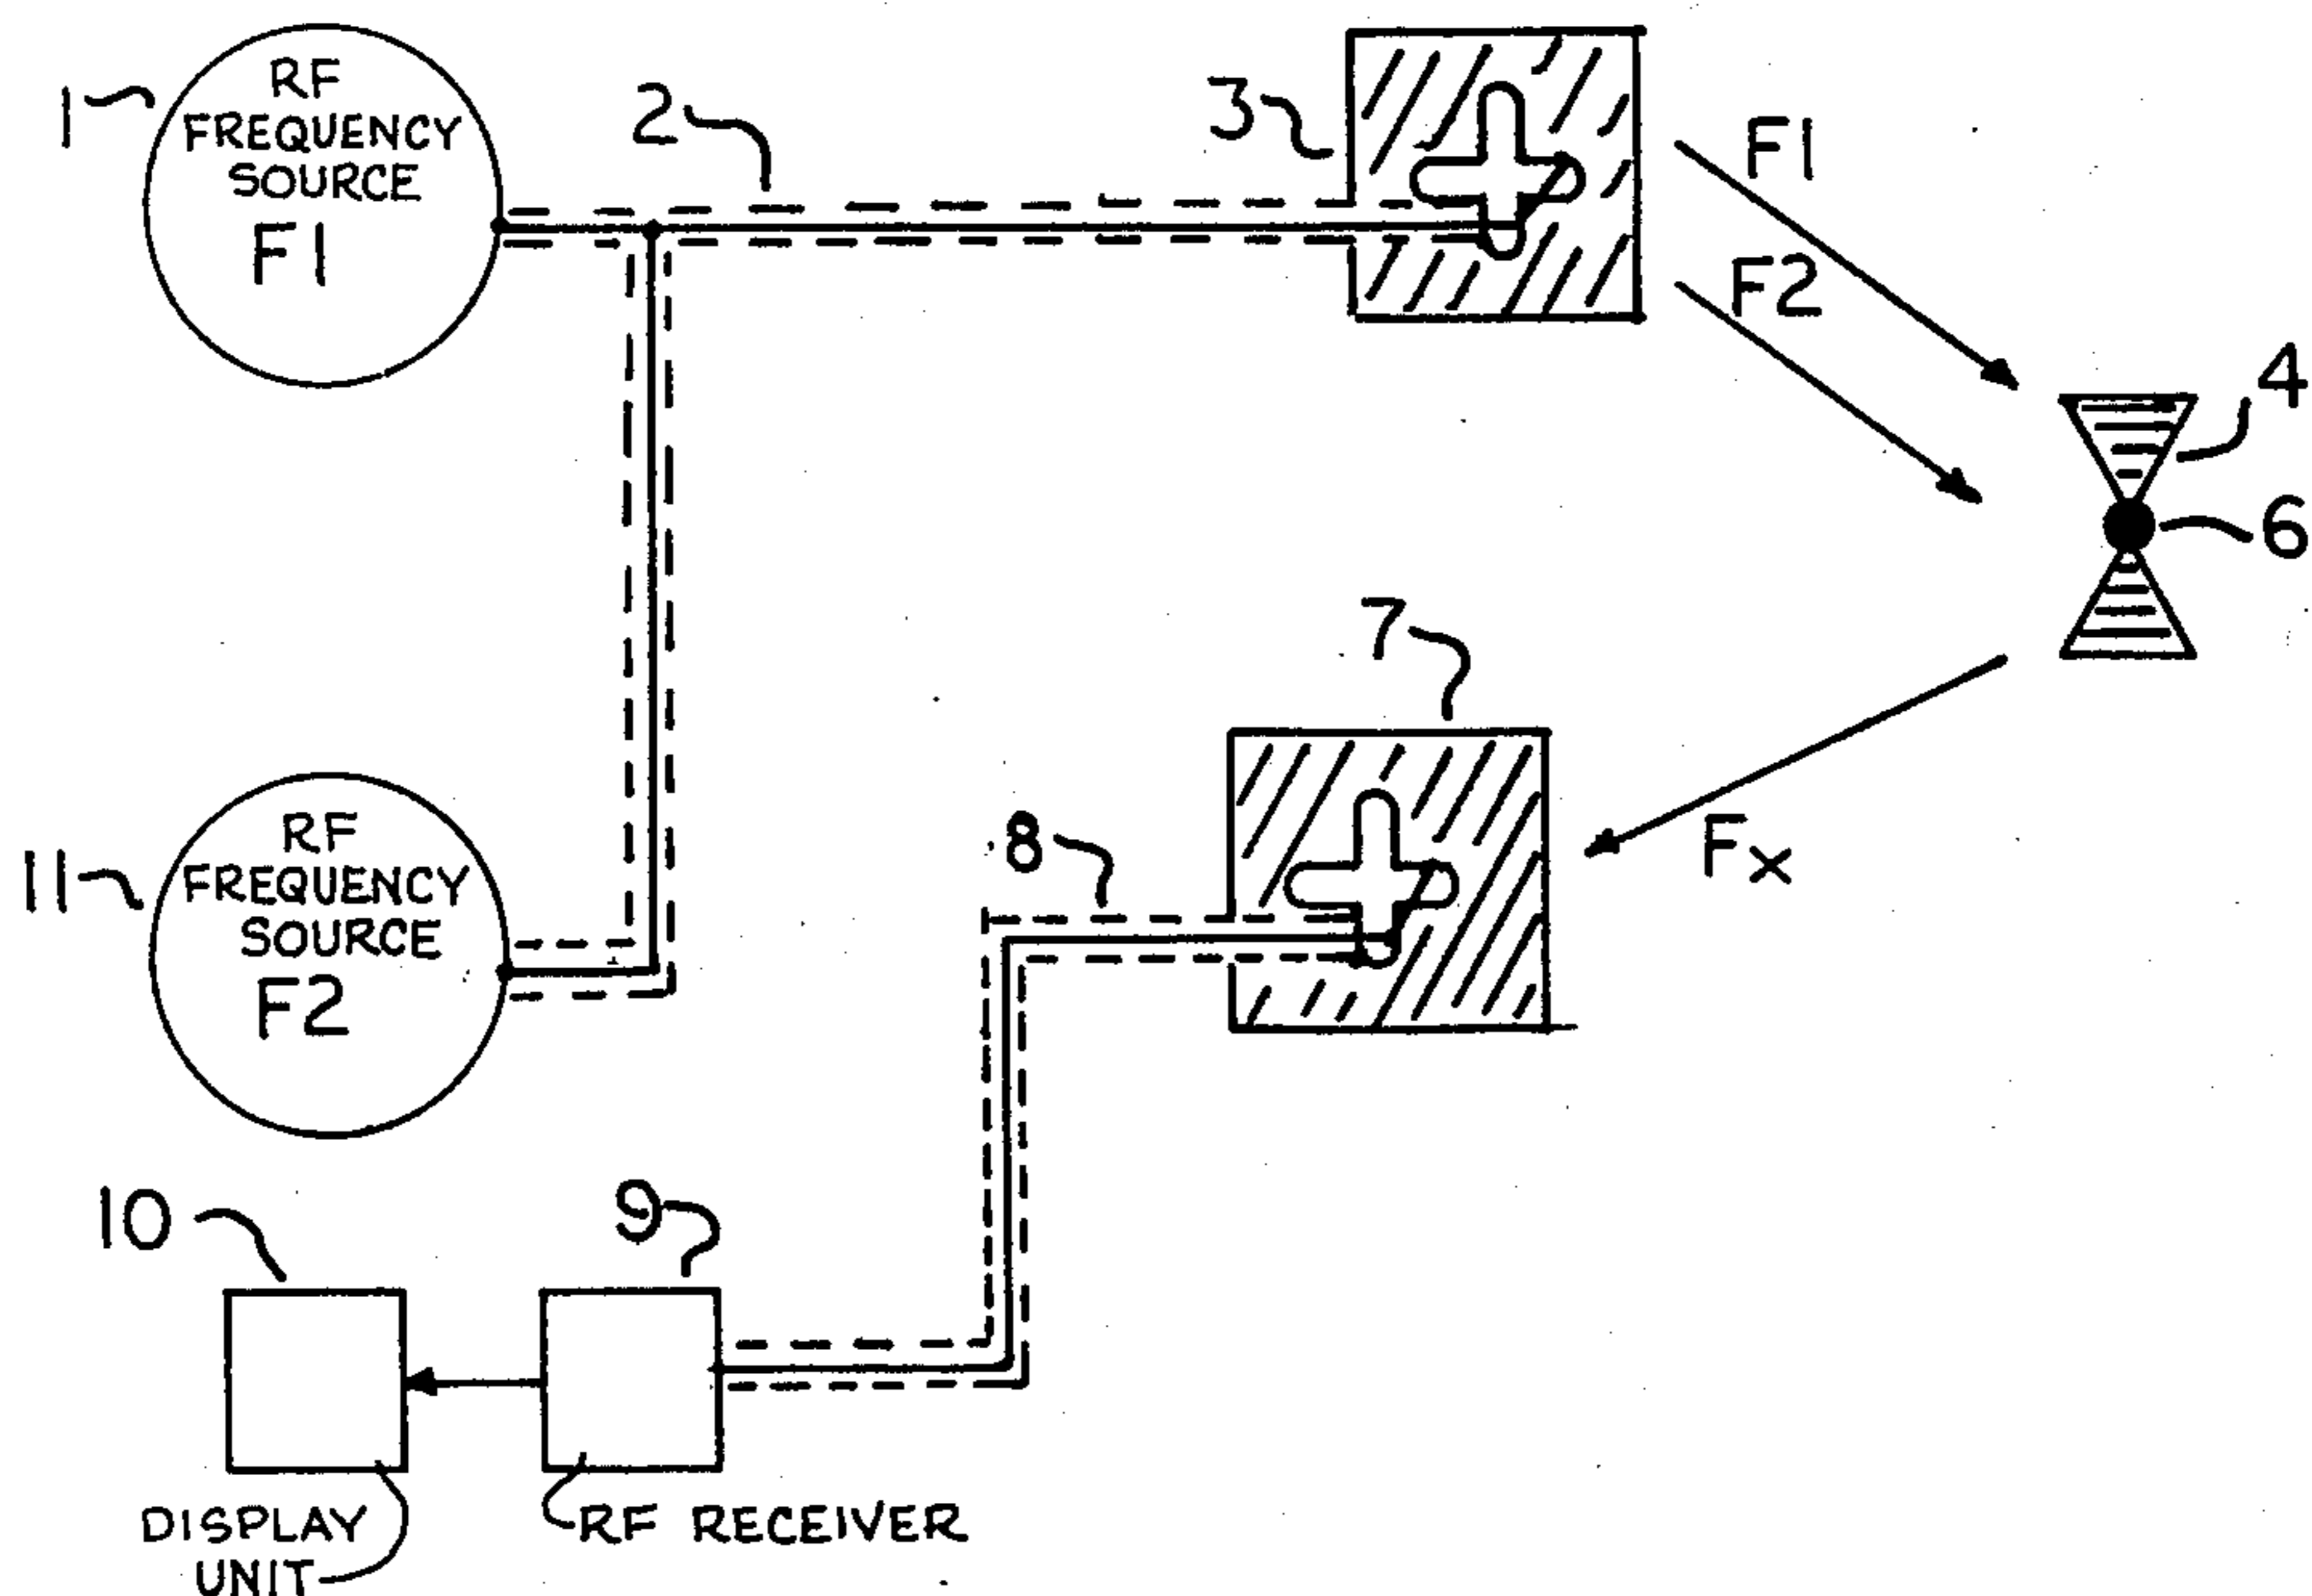 1
RF
FREQUENCY
SOURCE
F1
2
3
F1
F2
4
6
7
8
Fx
11
RF
FREQUENCY
SOURCE
F2
10
9
DISPLAY
UNIT
RF RECEIVER